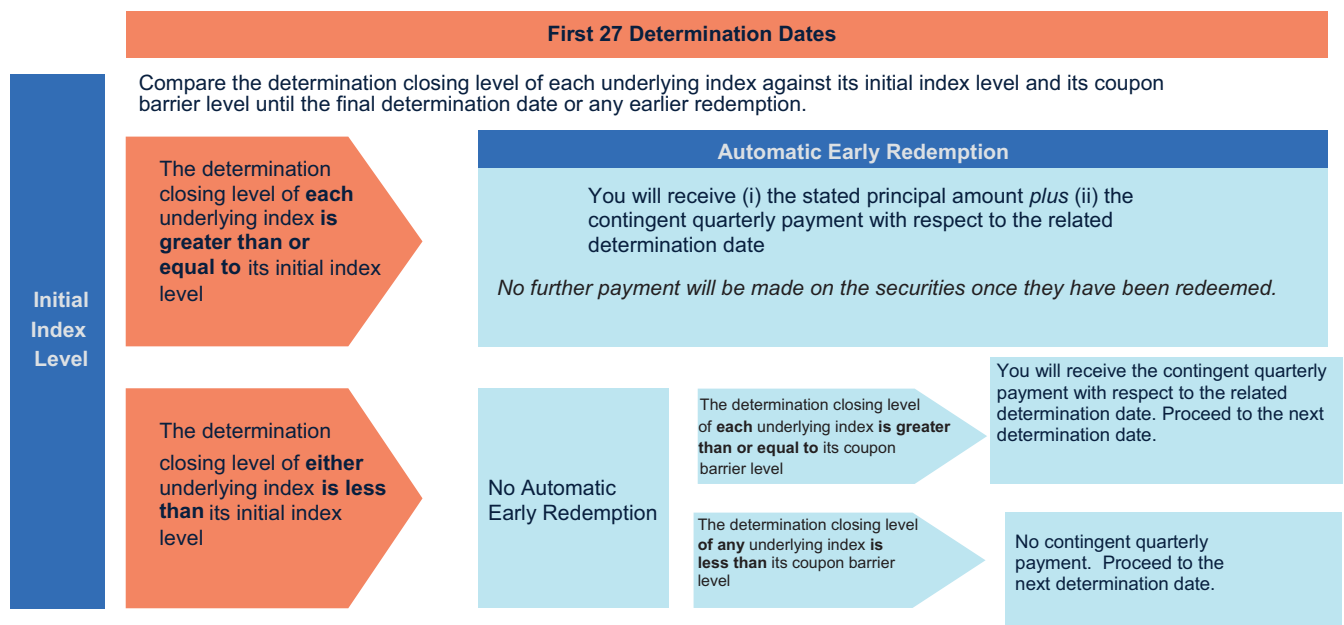 First 27 Determination Dates
Compare the determination closing level of each underlying index against its initial index level and its coupon
barrier level until the final determination date or any earlier redemption.
Initial
Index
Level
The determination
closing level of each
underlying index is
greater than or
equal to its initial index
level
Automatic Early Redemption
You will receive (i) the stated principal amount plus (ii) the
contingent quarterly payment with respect to the related
determination date
No further payment will be made on the securities once they have been redeemed.
The determination
closing level of either
underlying index is less
than its initial index
level
No Automatic
Early Redemption
The determination closing level
of each underlying index is greater
than or equal to its coupon
barrier level
You will receive the contingent quarterly
payment with respect to the related
determination date. Proceed to the next
determination date.
The determination closing level
of any underlying index is
less than its coupon barrier
level
No contingent quarterly
payment. Proceed to the
next determination date.